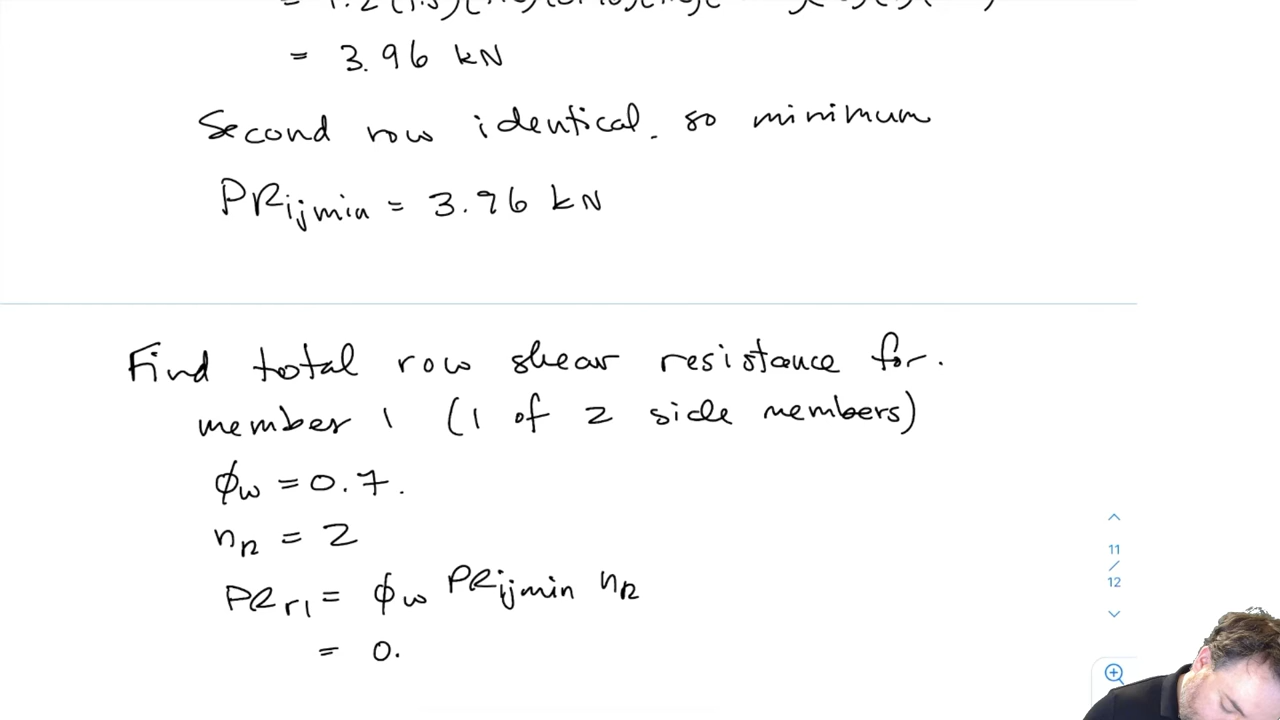 = 3.96 kN
Second row identical. so minimum
PRijmin = 3.96 kN
Find total row shear resistance for.
member 1 (1 of 2 side members)
ϕw = 0.7.
nR = 2
PRr1 = ϕw PRijmin nR
= 0.
11
/
12